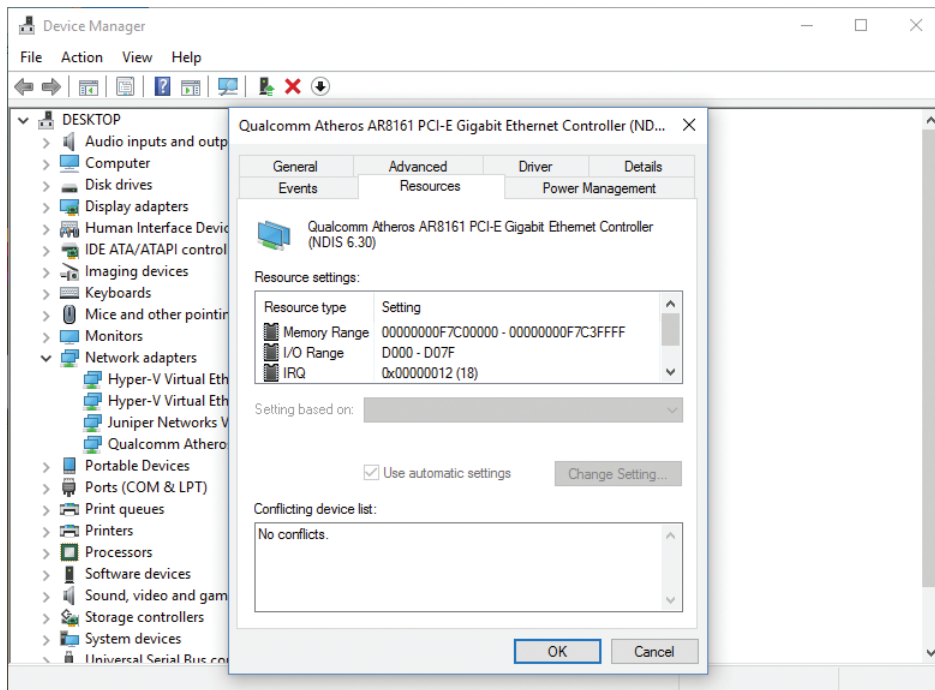 Device Manager
File Action View Help
DESKTOP
Audio inputs and outp
Computer
Disk drives
Display adapters
Human Interface Devic
IDE ATA/ATAPI control
Imaging devices
Keyboards
Mice and other pointin
Monitors
Network adapters
Hyper-V Virtual Eth
Hyper-V Virtual Eth
Juniper Networks V
Qualcomm Athero
Portable Devices
Ports (COM & LPT)
Print queues
Printers
Processors
Software devices
Sound, video and gam
Storage controllers
System devices
Universal Serial Bus co
Qualcomm Atheros AR8161 PCI-E Gigabit Ethernet Controller (ND...
General Advanced Driver Details
Events Resources Power Management
Qualcomm Atheros AR8161 PCI-E Gigabit Ethernet Controller
(NDIS 6.30)
Resource settings:
Resource type Setting
Memory Range 00000000F7C00000 - 00000000F7C3FFFF
I/O Range D000 - D07F
IRQ 0x00000012 (18)
Setting based on:
Use automatic settings Change Setting...
Conflicting device list:
No conflicts.
OK Cancel